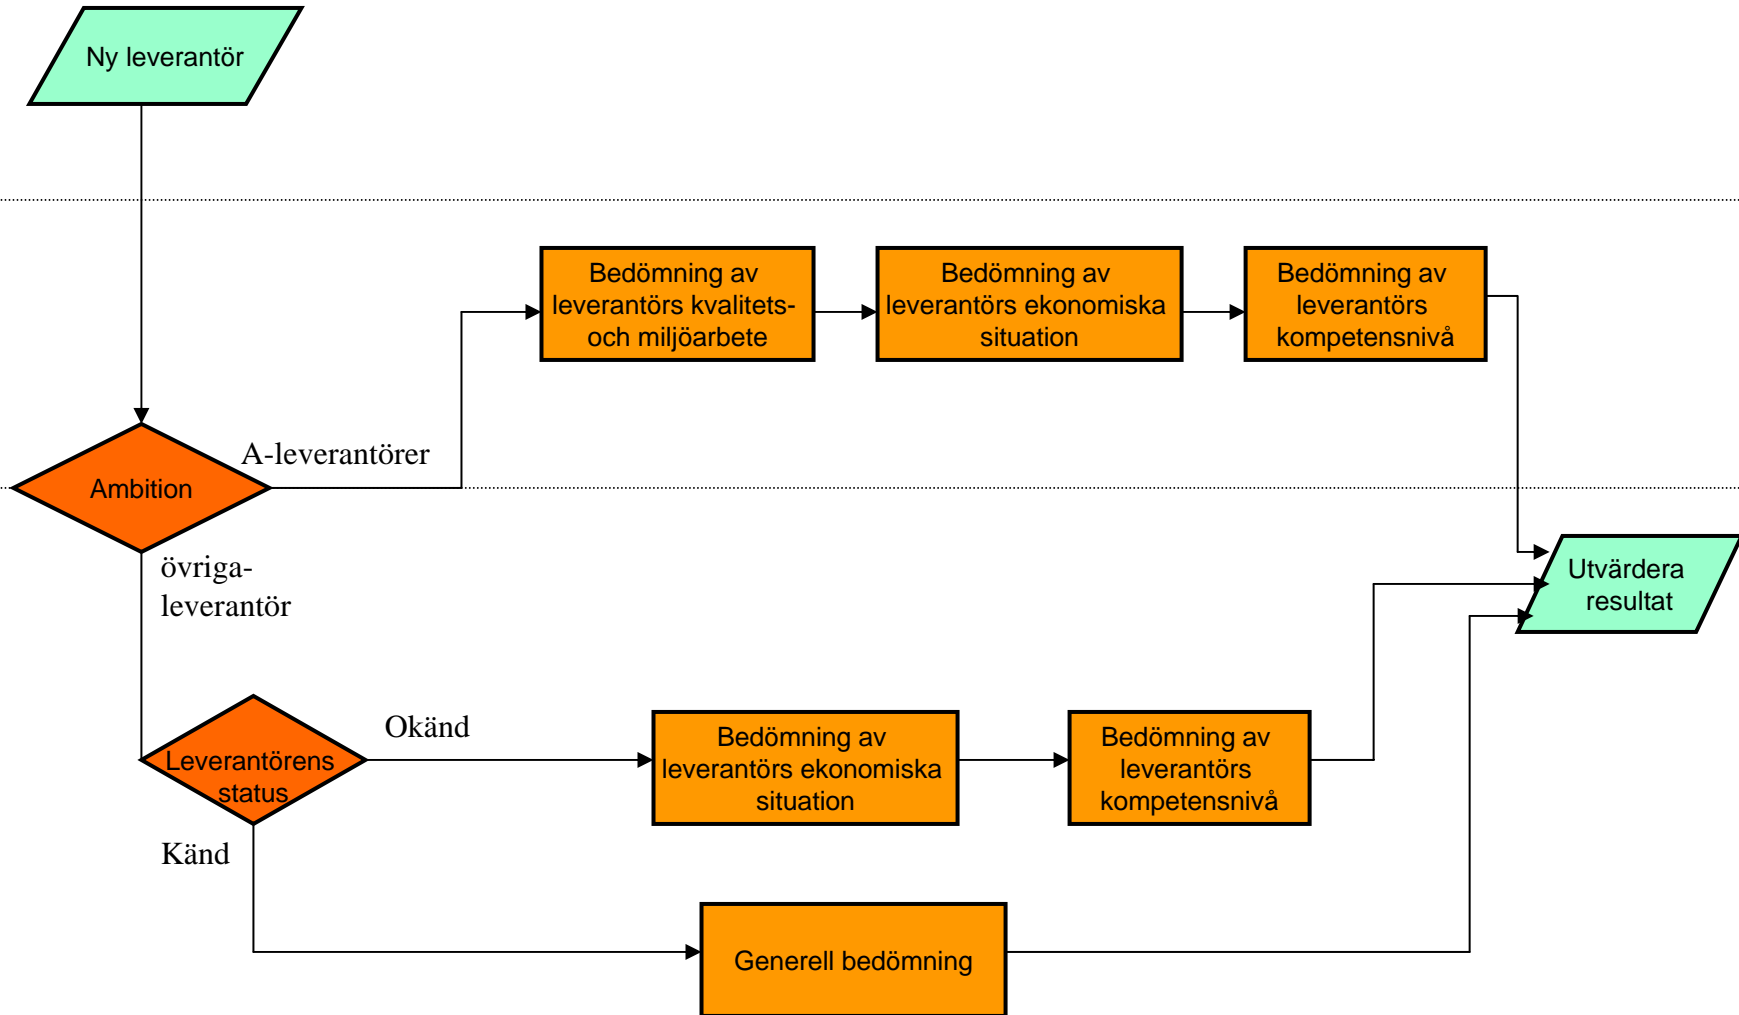 Ny leverantör
Bedömning av
leverantörs kvalitets-
och miljöarbete
Bedömning av
leverantörs ekonomiska
situation
Bedömning av
leverantörs
kompetensnivå
A-leverantörer
Ambition
övriga-
leverantör
Utvärdera
resultat
Leverantörens
status
Okänd
Bedömning av
leverantörs ekonomiska
situation
Bedömning av
leverantörs
kompetensnivå
Känd
Generell bedömning